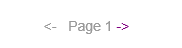 <-   Page 1 ->